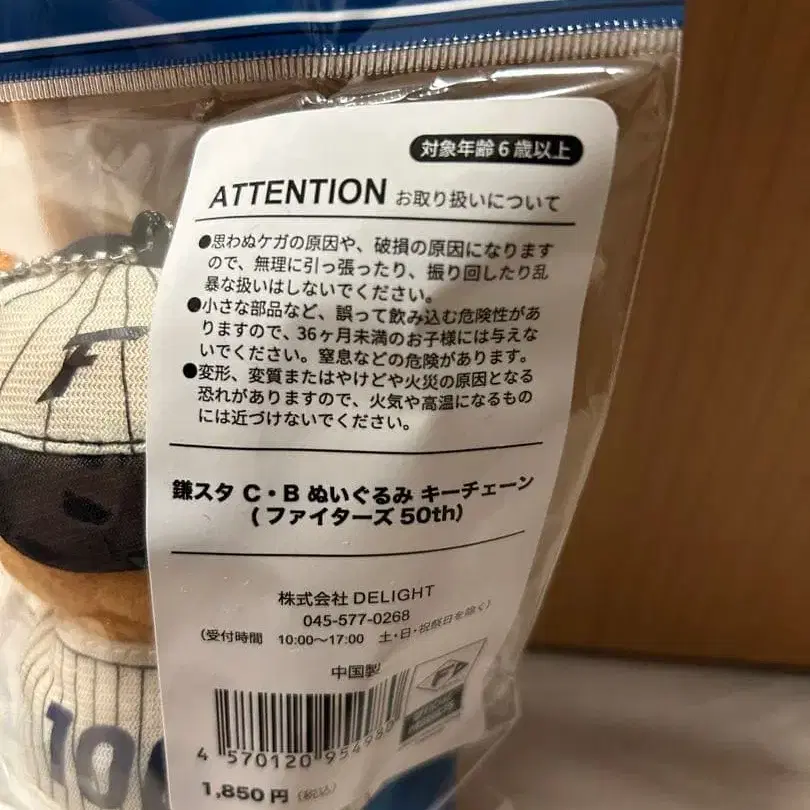 対象年齢6歳以上
ATTENTION お取り扱いについて
●思わぬケガの原因や、破損の原因になります
ので、無理に引っ張ったり、振り回したり乱
暴な扱いはしないでください。
●小さな部品など、誤って飲み込む危険性があ
りますので、36ヶ月未満のお子様には与えな
いでください。窒息などの危険があります。
●変形、変質またはやけどや火災の原因となる
恐れがありますので、火気や高温になるもの
には近づけないでください。
鎌スタ C・B ぬいぐるみ キーチェーン
(ファイターズ 50th)
株式会社 DELIGHT
045-577-0268
(受付時間 10:00〜17:00 土・日・祝祭日を除く)
中国製
4 570120 954980
1,850円(税込)
F
10